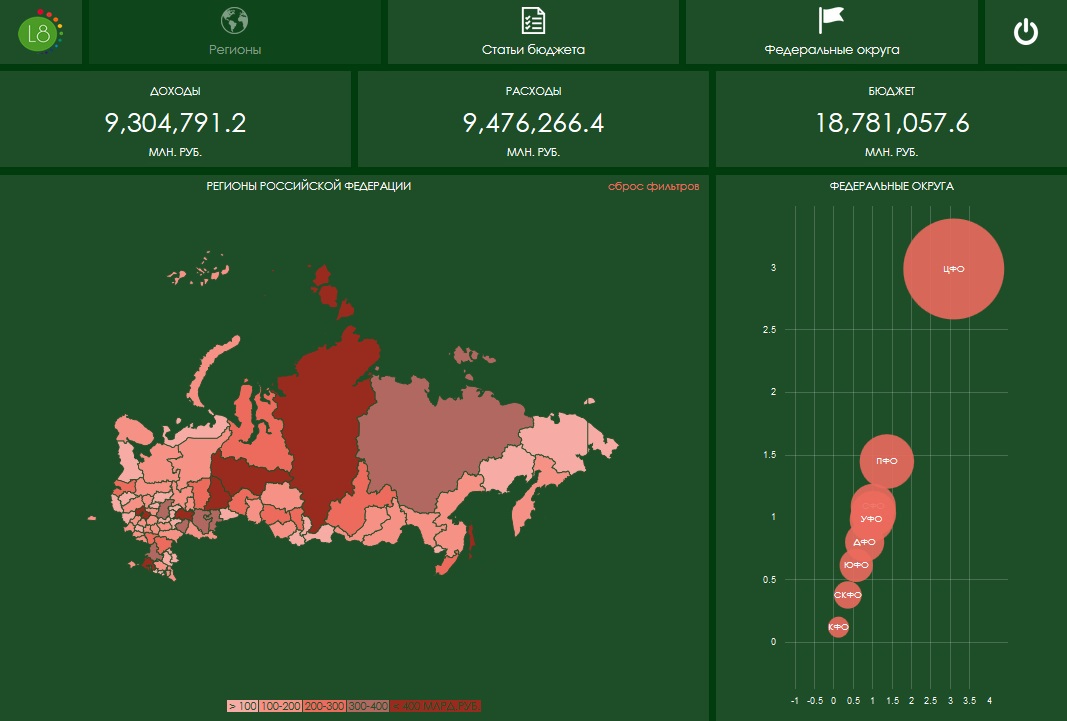 L8
Регионы
Статьи бюджета
Федеральные округа
ДОХОДЫ
9,304,791.2
МЛН. РУБ.
РАСХОДЫ
9,476,266.4
МЛН. РУБ.
БЮДЖЕТ
18,781,057.6
МЛН. РУБ.
РЕГИОНЫ РОССИЙСКОЙ ФЕДЕРАЦИИ
сброс фильтров
> 100 100-200 200-300 300-400 < 400 МЛРД.РУБ.
ФЕДЕРАЛЬНЫЕ ОКРУГА
3
ЦФО
2.5
2
1.5
ПФО
1
УФО
ДФО
ЮФО
0.5
СКФО
КФО
0
-1 -0.5 0 0.5 1 1.5 2 2.5 3 3.5 4